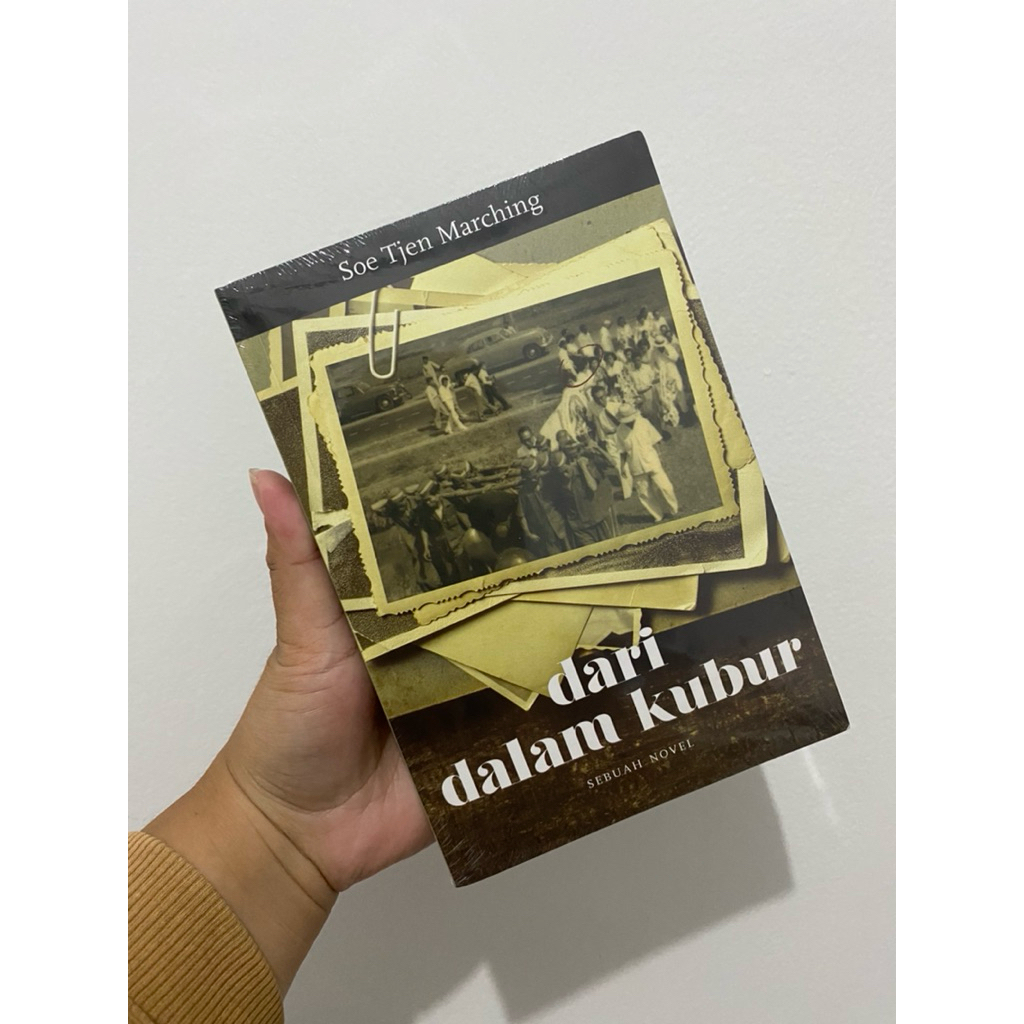 Soe Tjen Marching
dari
dalam kubur
SEBUAH NOVEL